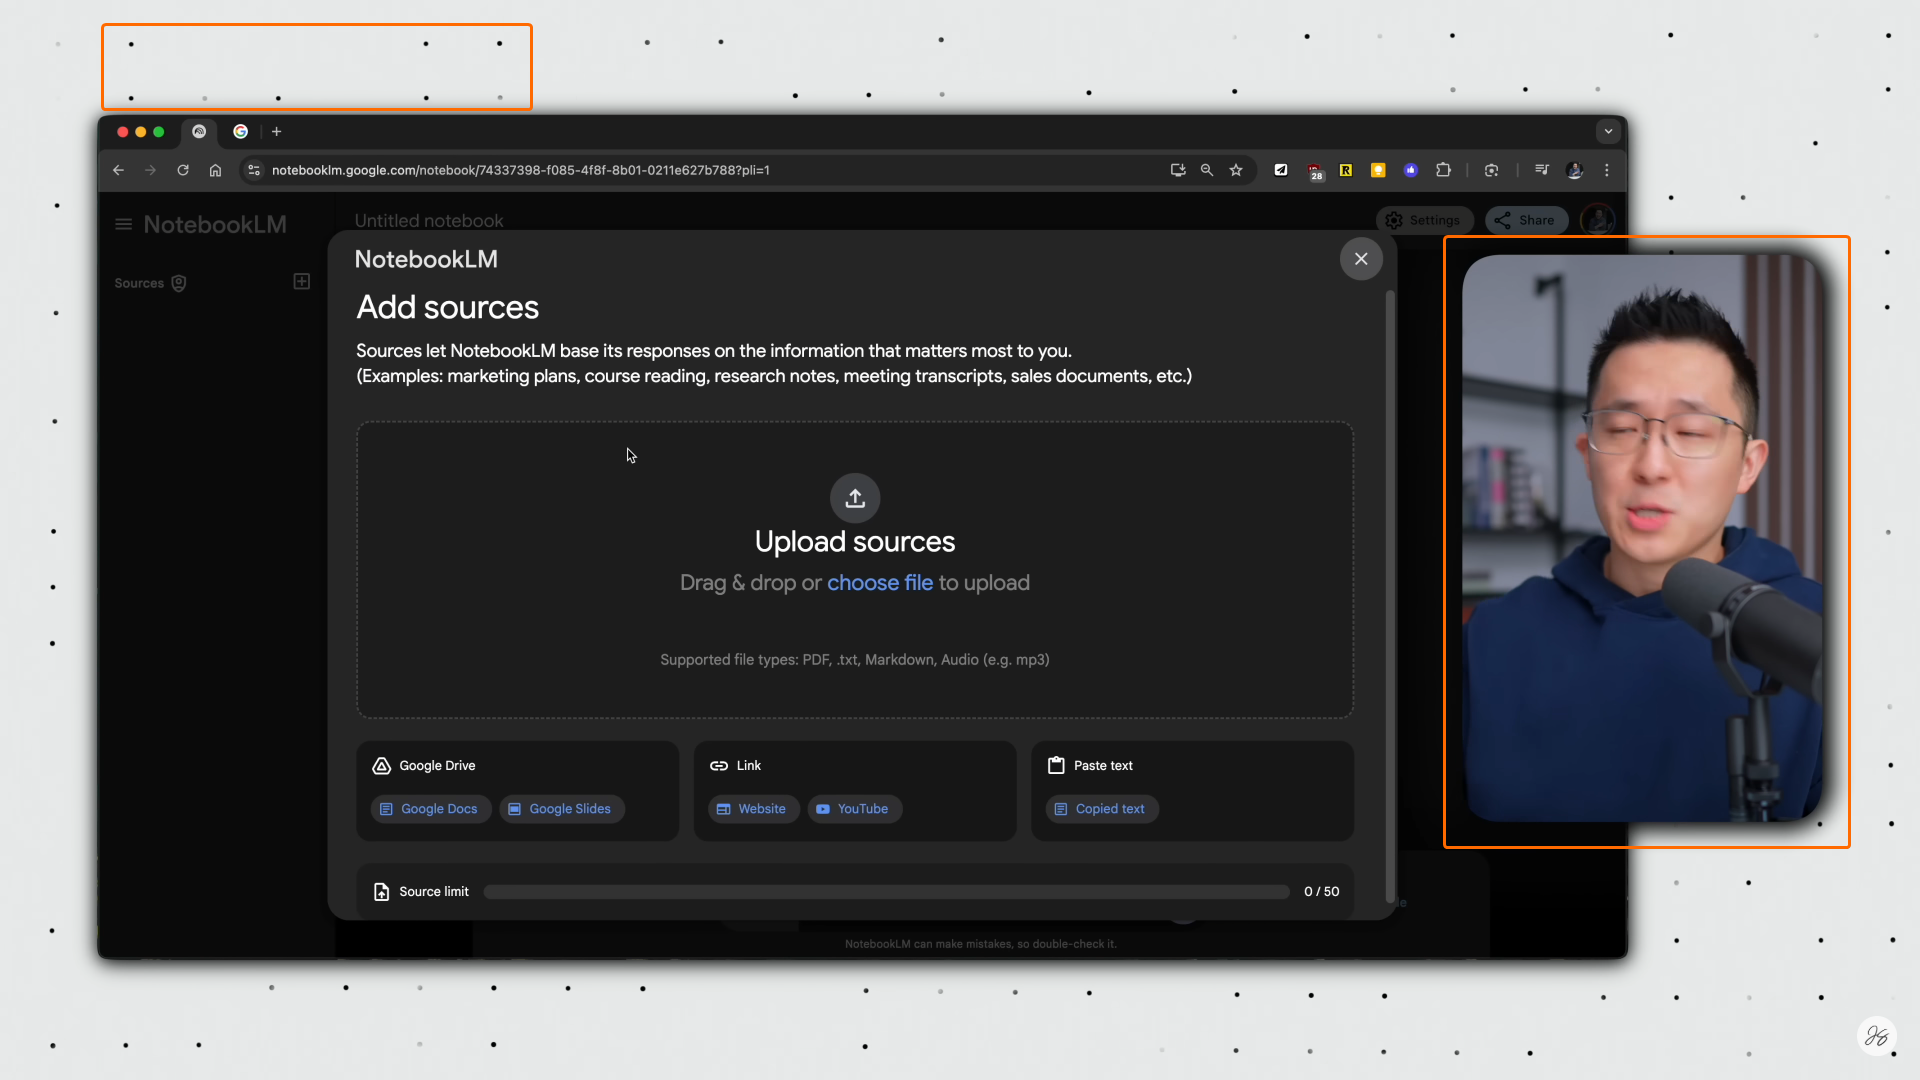 notebooklm.google.com/notebook/74337398-f085-4f8f-8b01-0211e627b788?pli=1
28
R
NotebookLM
Untitled notebook
Settings
Share
Sources
NotebookLM
Add sources
Sources let NotebookLM base its responses on the information that matters most to you.
(Examples: marketing plans, course reading, research notes, meeting transcripts, sales documents, etc.)
Upload sources
Drag & drop or choose file to upload
Supported file types: PDF, .txt, Markdown, Audio (e.g. mp3)
Google Drive
Google Docs
Google Slides
Link
Website
YouTube
Paste text
Copied text
Source limit
0 / 50
NotebookLM can make mistakes, so double-check it.